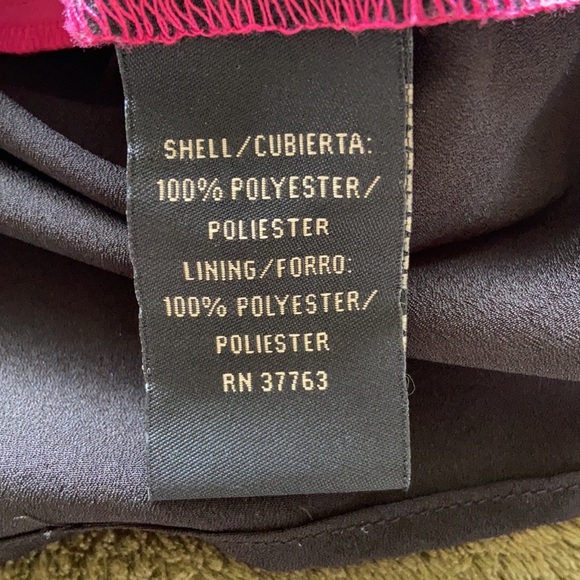 SHELL/CUBIERTA:
100% POLYESTER/
POLIESTER
LINING/FORRO:
100% POLYESTER/
POLIESTER
RN 37763